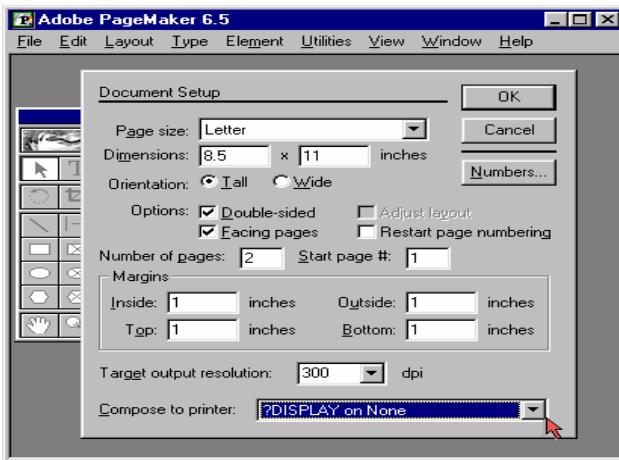 Adobe PageMaker 6.5
File Edit Layout Type Element Utilities View Window Help
Document Setup
OK
Page size: Letter
Cancel
Dimensions: 8.5 x 11 inches
Numbers...
Orientation: Tall Wide
Options: Double-sided Adjust layout
Facing pages Restart page numbering
Number of pages: 2 Start page #: 1
Margins
Inside: 1 inches Outside: 1 inches
Top: 1 inches Bottom: 1 inches
Target output resolution: 300 dpi
Compose to printer: ?DISPLAY on None